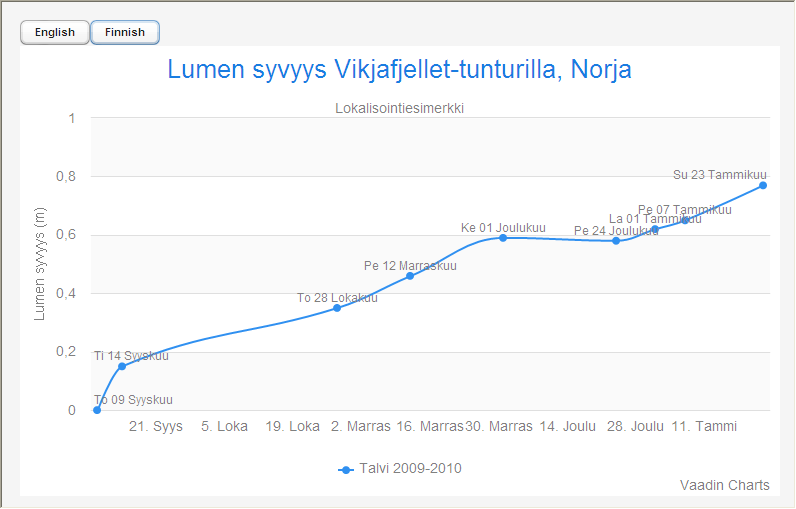 English Finnish
Lumen syvyys Vikjafjellet-tunturilla, Norja
Lokalisointiesimerkki
Lumen syvyys (m)
1
0,8
0,6
0,4
0,2
0
Su 23 Tammikuu
Pe 07 Tammikuu
La 01 Tammikuu
Ke 01 Joulukuu
Pe 24 Joulukuu
Pe 12 Marraskuu
To 28 Lokakuu
Ti 14 Syyskuu
To 09 Syyskuu
21. Syys 5. Loka 19. Loka 2. Marras 16. Marras 30. Marras 14. Joulu 28. Joulu 11. Tammi
Talvi 2009-2010
Vaadin Charts